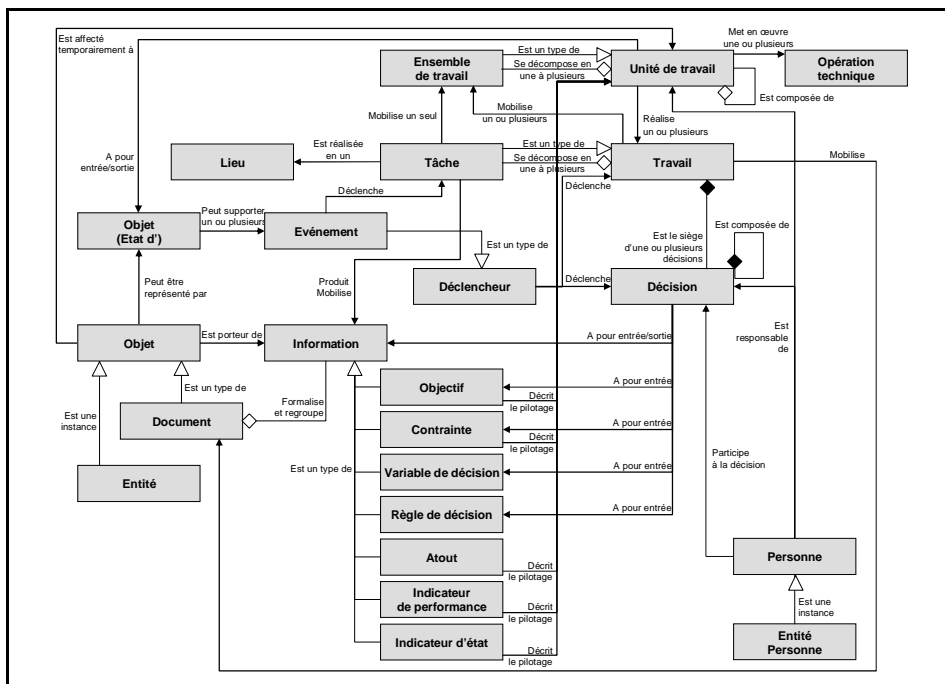 Est affecté
temporairement à
Ensemble
de travail
Est un type de
Se décompose en
une à plusieurs
Unité de travail
Met en œuvre
une ou plusieurs
Opération
technique
Est composée de
Mobilise un seul
Mobilise
un ou plusieurs
Réalise
un ou plusieurs
A pour
entrée/sortie
Lieu
Est réalisée
en un
Tâche
Est un type de
Se décompose en
une à plusieurs
Travail
Mobilise
Déclenche
Déclenche
Objet
(Etat d')
Peut supporter
un ou plusieurs
Evénement
Est un type de
Est le siège
d'une ou plusieurs
décisions
Est composée de
Peut être
représenté par
Produit
Mobilise
Déclencheur
Déclenche
Décision
Objet
Est porteur de
Information
A pour entrée/sortie
Est
responsable
de
Est un type de
Formalise
et regroupe
Objectif
A pour entrée
Décrit
le pilotage
Est une
instance
Document
Contrainte
A pour entrée
Décrit
le pilotage
Est un type de
Variable de décision
A pour entrée
Participe
à la décision
Entité
Règle de décision
A pour entrée
Atout
Décrit
le pilotage
Personne
Indicateur
de performance
Décrit
le pilotage
Est une
instance
Indicateur d'état
Décrit
le pilotage
Entité
Personne